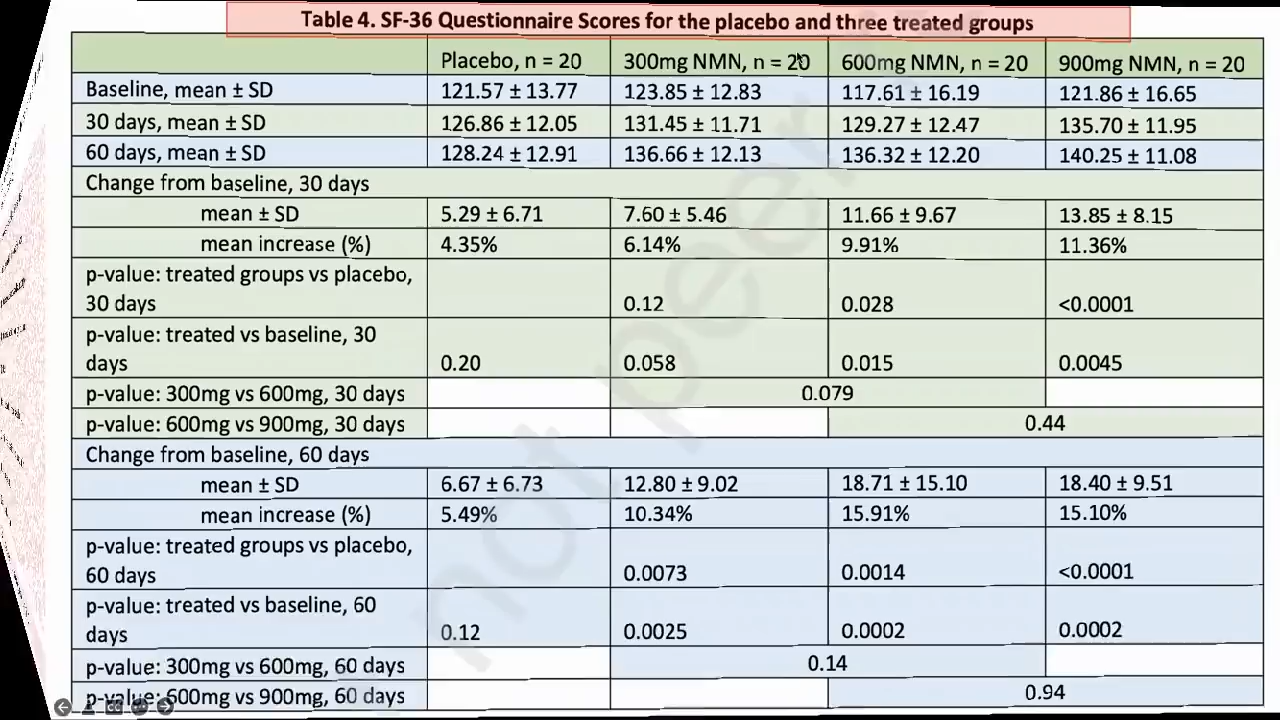 Table 4. SF-36 Questionnaire Scores for the placebo and three treated groups
Placebo, n = 20 300mg NMN, n = 20 600mg NMN, n = 20 900mg NMN, n = 20
Baseline, mean ± SD 121.57 ± 13.77 123.85 ± 12.83 117.61 ± 16.19 121.86 ± 16.65
30 days, mean ± SD 126.86 ± 12.05 131.45 ± 11.71 129.27 ± 12.47 135.70 ± 11.95
60 days, mean ± SD 128.24 ± 12.91 136.66 ± 12.13 136.32 ± 12.20 140.25 ± 11.08
Change from baseline, 30 days
mean ± SD 5.29 ± 6.71 7.60 ± 5.46 11.66 ± 9.67 13.85 ± 8.15
mean increase (%) 4.35% 6.14% 9.91% 11.36%
p-value: treated groups vs placebo,
30 days 0.12 0.028 <0.0001
p-value: treated vs baseline, 30
days 0.20 0.058 0.015 0.0045
p-value: 300mg vs 600mg, 30 days 0.079
p-value: 600mg vs 900mg, 30 days 0.44
Change from baseline, 60 days
mean ± SD 6.67 ± 6.73 12.80 ± 9.02 18.71 ± 15.10 18.40 ± 9.51
mean increase (%) 5.49% 10.34% 15.91% 15.10%
p-value: treated groups vs placebo,
60 days 0.0073 0.0014 <0.0001
p-value: treated vs baseline, 60
days 0.12 0.0025 0.0002 0.0002
p-value: 300mg vs 600mg, 60 days 0.14
p-value: 600mg vs 900mg, 60 days 0.94
not peer